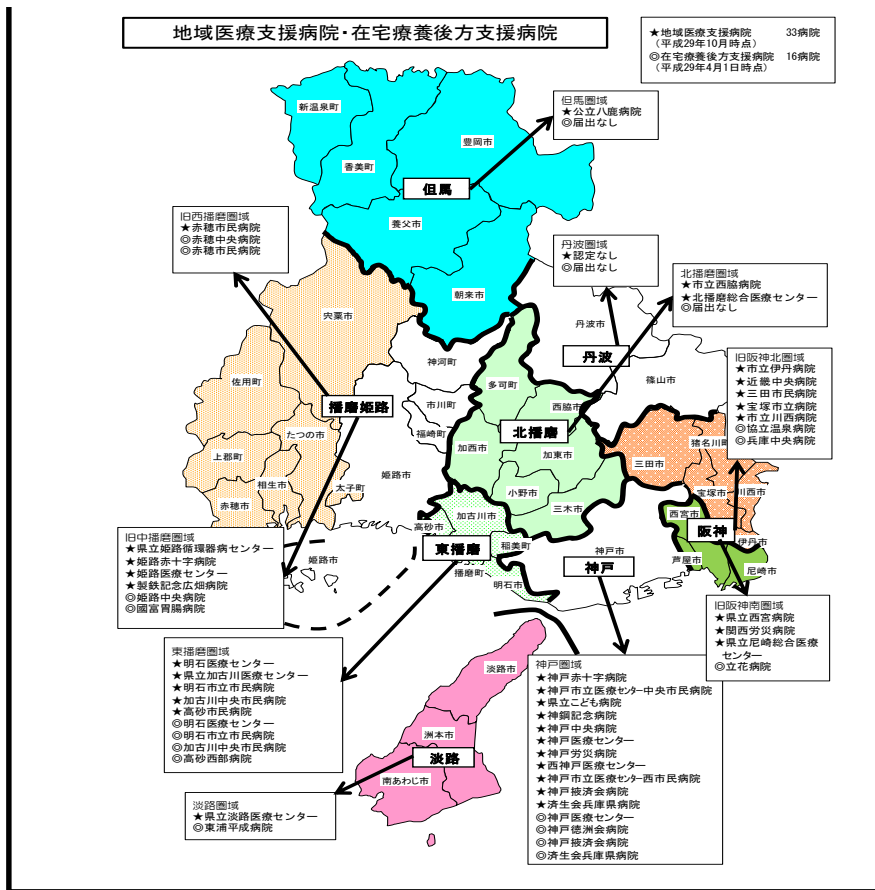 地域医療支援病院・在宅療養後方支援病院
★地域医療支援病院 33病院
（平成29年10月時点）
◎在宅療養後方支援病院 16病院
（平成29年4月1日時点）
但馬圏域
★公立八鹿病院
◎届出なし
新温泉町
豊岡市
香美町
但馬
養父市
朝来市
旧西播磨圏域
★赤穂市民病院
◎赤穂中央病院
◎赤穂市民病院
丹波圏域
★認定なし
◎届出なし
北播磨圏域
★市立西脇病院
★北播磨総合医療センター
◎届出なし
宍粟市
丹波市
神河町
丹波
篠山市
旧阪神北圏域
★市立伊丹病院
★近畿中央病院
★三田市民病院
★宝塚市立病院
★市立川西病院
◎協立温泉病院
◎兵庫中央病院
佐用町
多可町
西脇市
播磨姫路
市川町
福崎町
北播磨
猪名川町
たつの市
加西市
加東市
上郡町
三田市
姫路市
相生市
太子町
小野市
宝塚市
川西市
赤穂市
三木市
西宮市
加古川市
高砂市
阪神
東播磨
稲美町
伊丹市
神戸市
神戸
姫路市
芦屋市
播磨町
尼崎市
明石市
旧中播磨圏域
★県立姫路循環器病センター
★姫路赤十字病院
★姫路医療センター
★製鉄記念広畑病院
◎姫路中央病院
◎國富胃腸病院
旧阪神南圏域
★県立西宮病院
★関西労災病院
★県立尼崎総合医療
センター
◎立花病院
東播磨圏域
★明石医療センター
★県立加古川医療センター
★明石市立市民病院
★加古川中央市民病院
★高砂市民病院
◎明石医療センター
◎明石市立市民病院
◎加古川中央市民病院
◎高砂西部病院
淡路市
洲本市
淡路
南あわじ市
神戸圏域
★神戸赤十字病院
★神戸市立医療センター中央市民病院
★県立こども病院
★神鋼記念病院
★神戸中央病院
★神戸医療センター
★神戸労災病院
★西神戸医療センター
★神戸市立医療センター西市民病院
★神戸掖済会病院
★済生会兵庫県病院
◎神戸医療センター
◎神戸徳洲会病院
◎神戸掖済会病院
◎済生会兵庫県病院
淡路圏域
★県立淡路医療センター
◎東浦平成病院